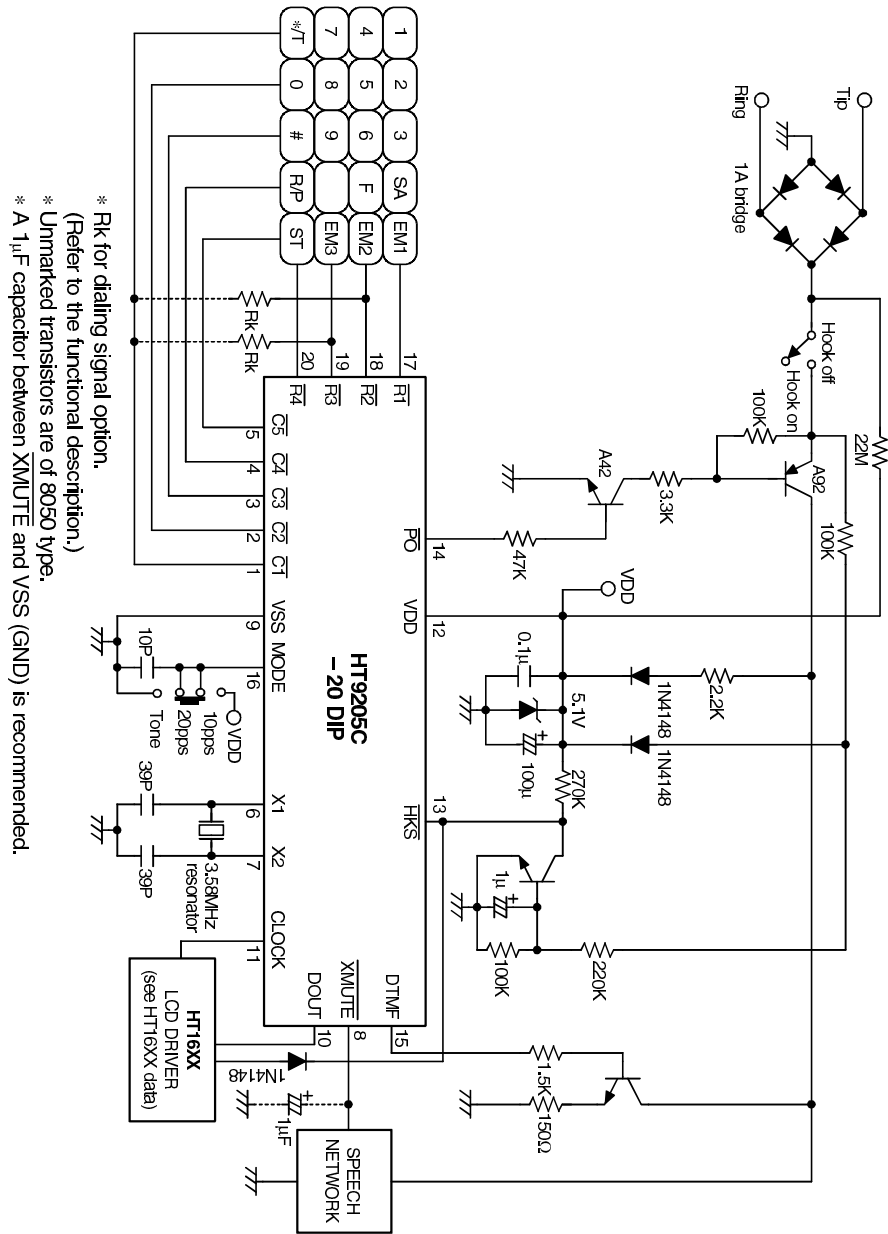 Tip
Ring
1A bridge
Hook off
Hook on
22M
100K
A92
100K
3.3K
A42
47K
VDD
2.2K
1N4148
1N4148
0.1µ
5.1V
+
100µ
270K
1µ
+
100K
220K
1.5K
150Ω
1 2 3 SA EM1
4 5 6 F EM2
7 8 9 EM3
*/T 0 # R/P ST
Rk
Rk
17
18
19
20
R1
R2
R3
R4
14
PO
12
VDD
13
HKS
HT9205C
– 20 DIP
C5
C4
C3
C2
C1
VSS
MODE
X1
X2
CLOCK
5
4
3
2
1
9
16
6
7
11
DTMF
XMUTE
DOUT
15
8
10
10P
VDD
10pps
20pps
Tone
39P
39P
3.58MHz
resonator
HT16XX
LCD DRIVER
(see HT16XX data)
1N4148
+
1µF
SPEECH
NETWORK
* Rk for dialing signal option.
(Refer to the functional description.)
* Unmarked transistors are of 8050 type.
* A 1µF capacitor between XMUTE and VSS (GND) is recommended.